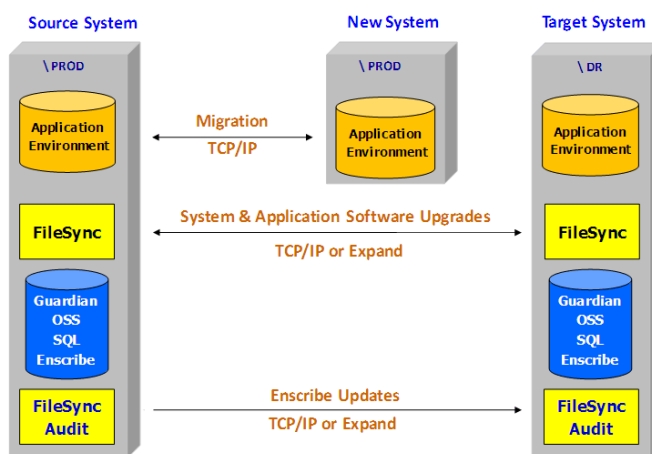 Source System
New System
Target System
\ PROD
\ PROD
\ DR
Application
Environment
Migration
TCP/IP
Application
Environment
Application
Environment
FileSync
System & Application Software Upgrades
TCP/IP or Expand
FileSync
Guardian
OSS
SQL
Enscribe
Guardian
OSS
SQL
Enscribe
FileSync
Audit
Enscribe Updates
TCP/IP or Expand
FileSync
Audit